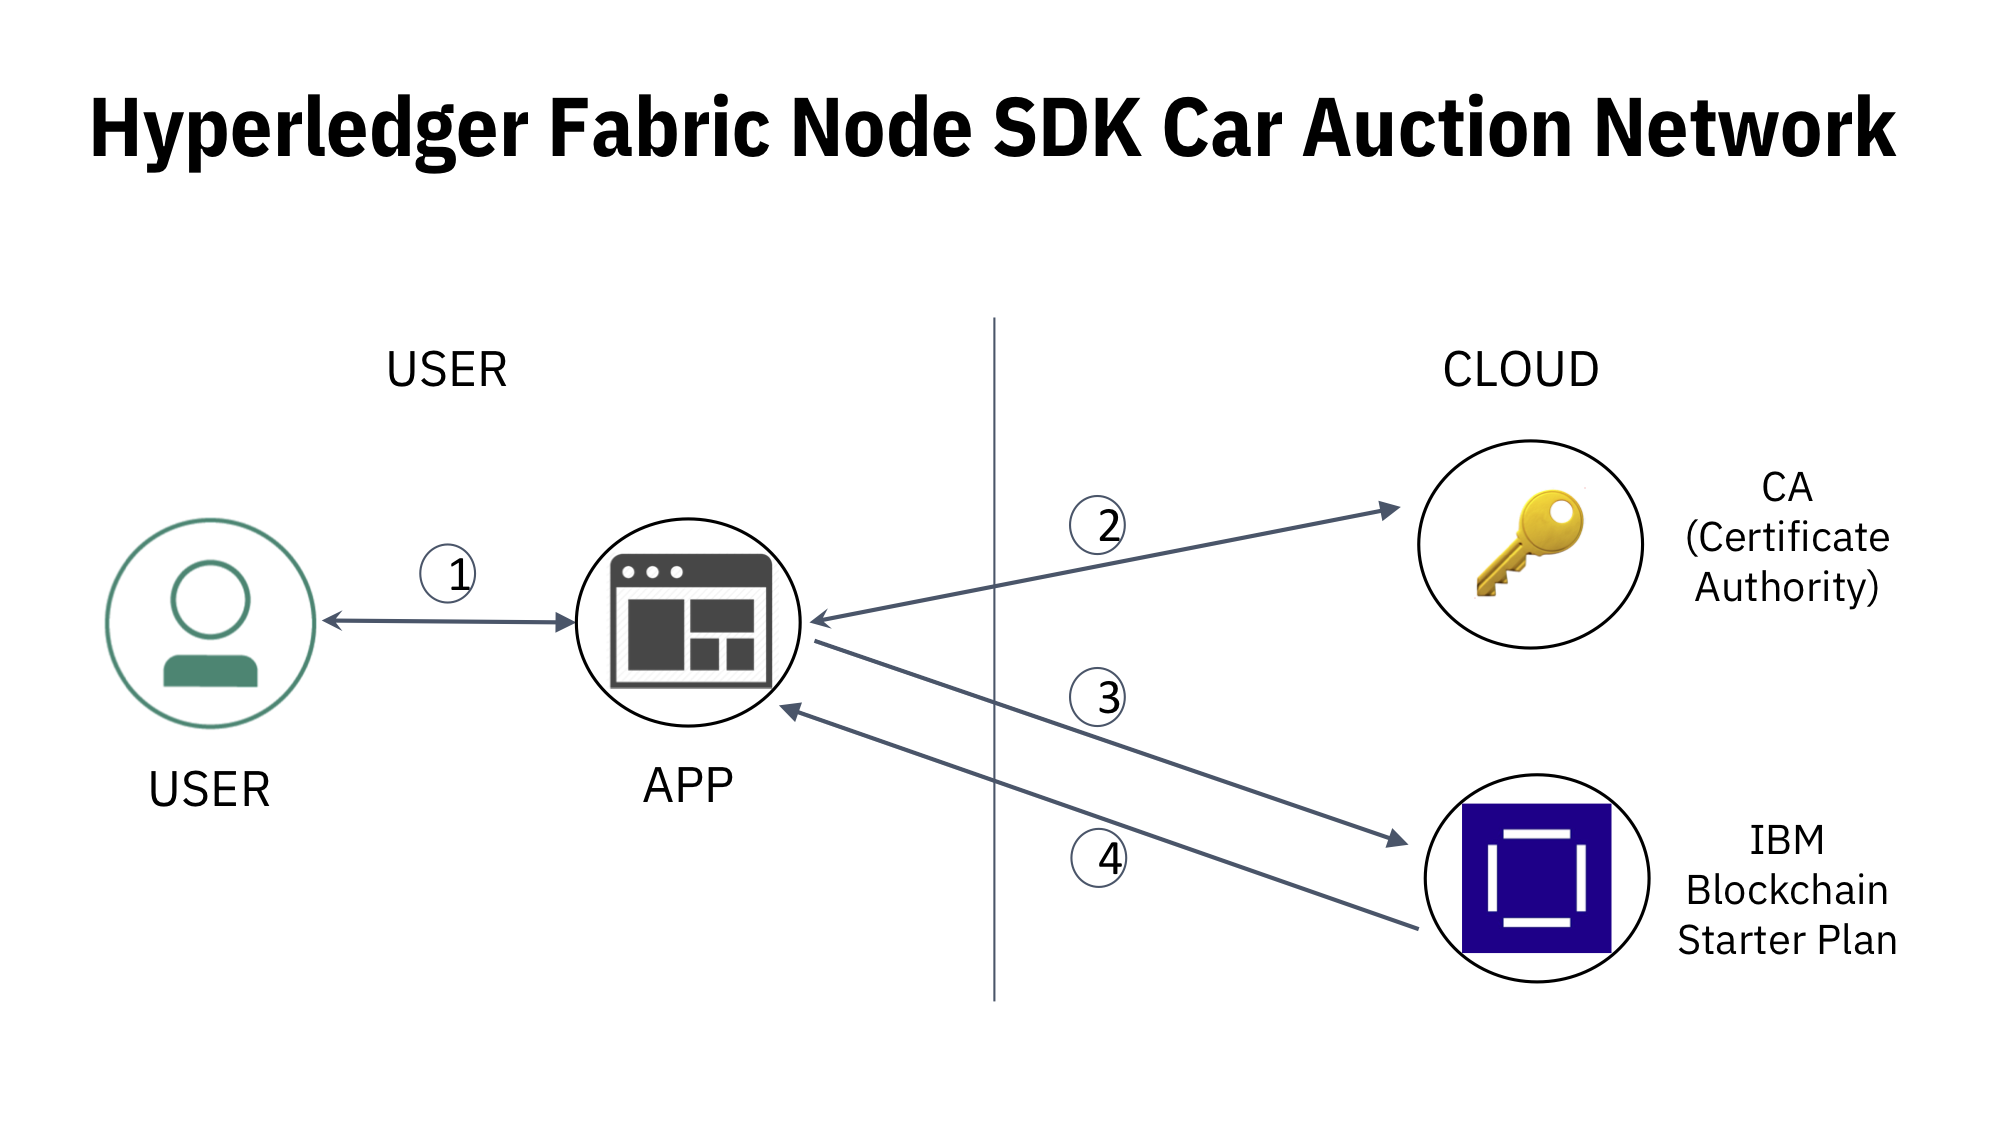 Hyperledger Fabric Node SDK Car Auction Network
USER
CLOUD
1
2
3
4
USER
APP
CA
(Certificate
Authority)
IBM
Blockchain
Starter Plan